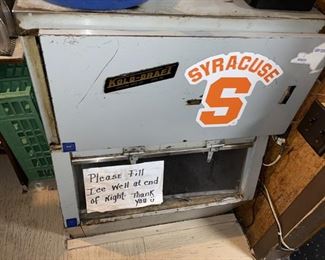 KOLD-DRAFT
SYRACUSE
S
Please Fill
Ice Well at end
of Night Thank
you